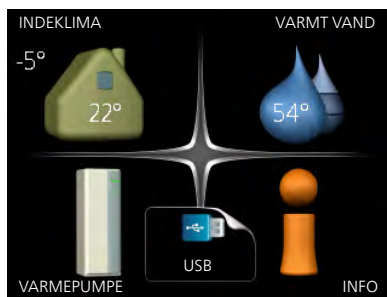 INDEKLIMA
VARMT VAND
-5°
22°
54°
USB
VARMEPUMPE
INFO